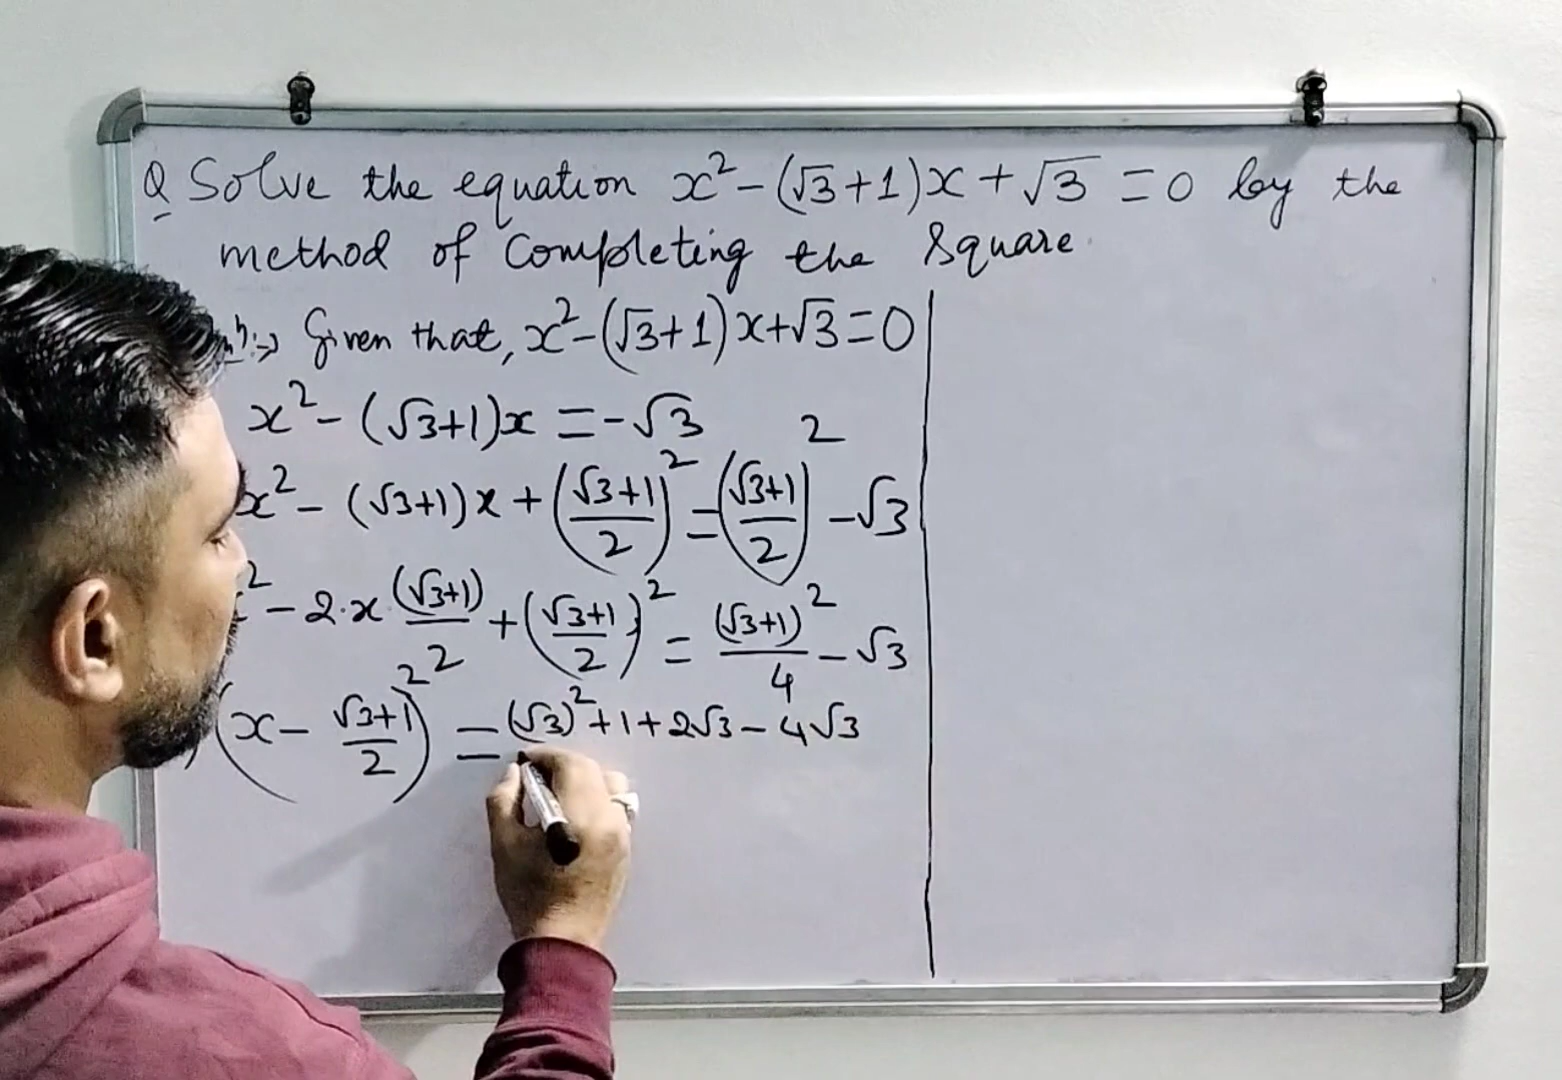 Q Solve the equation x² - (√3+1)x + √3 = 0 by the
method of Completing the Square.
Given that, x² - (√3+1)x + √3 = 0
x² - (√3+1)x = -√3
x² - (√3+1)x + ((√3+1)/2)² = ((√3+1)/2)² - √3
² - 2·x (√3+1)/2 + ((√3+1)/2)² = (√3+1)²/4 - √3
(x - (√3+1)/2)² = (√3)² + 1 + 2√3 - 4√3